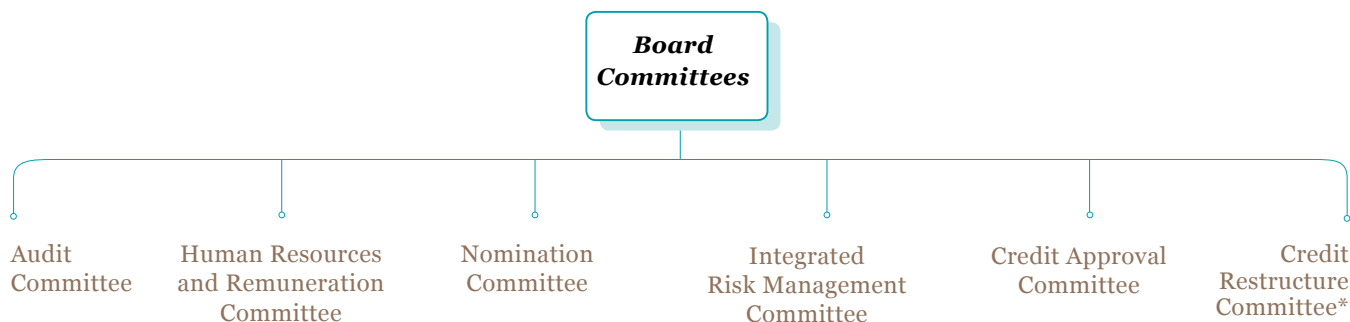 Board
Committees
Audit
Committee
Human Resources
and Remuneration
Committee
Nomination
Committee
Integrated
Risk Management
Committee
Credit Approval
Committee
Credit
Restructure
Committee*